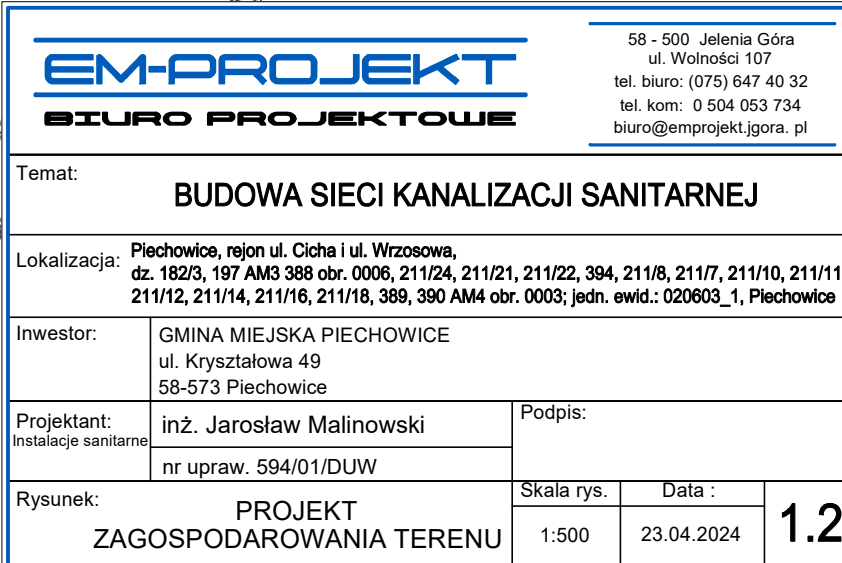 EM-PROJEKT
BIURO PROJEKTOWE
58 - 500 Jelenia Góra
ul. Wolności 107
tel. biuro: (075) 647 40 32
tel. kom: 0 504 053 734
biuro@emprojekt.jgora. pl
Temat:
BUDOWA SIECI KANALIZACJI SANITARNEJ
Lokalizacja:
Piechowice, rejon ul. Cicha i ul. Wrzosowa,
dz. 182/3, 197 AM3 388 obr. 0006, 211/24, 211/21, 211/22, 394, 211/8, 211/7, 211/10, 211/11
211/12, 211/14, 211/16, 211/18, 389, 390 AM4 obr. 0003; jedn. ewid.: 020603_1, Piechowice
Inwestor:
GMINA MIEJSKA PIECHOWICE
ul. Kryształowa 49
58-573 Piechowice
Projektant:
Instalacje sanitarne
inż. Jarosław Malinowski
nr upraw. 594/01/DUW
Podpis:
Rysunek:
PROJEKT
ZAGOSPODAROWANIA TERENU
Skala rys.
1:500
Data :
23.04.2024
1.2